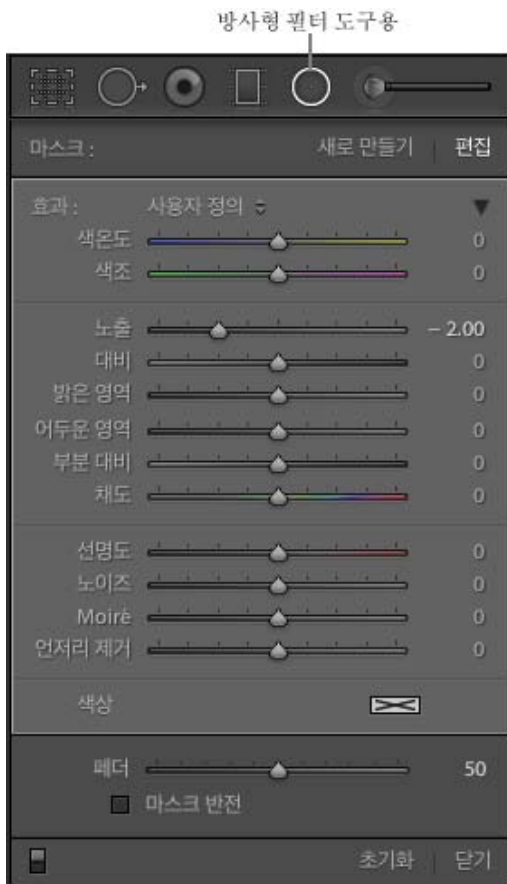 방사형 필터 도구용
마스크 : 새로 만들기 편집
효과 : 사용자 정의
색온도 0
색조 0
노출 - 2.00
대비 0
밝은 영역 0
어두운 영역 0
부분 대비 0
채도 0
선명도 0
노이즈 0
Moiré 0
언저리 제거 0
색상
페더 50
마스크 반전
초기화 닫기